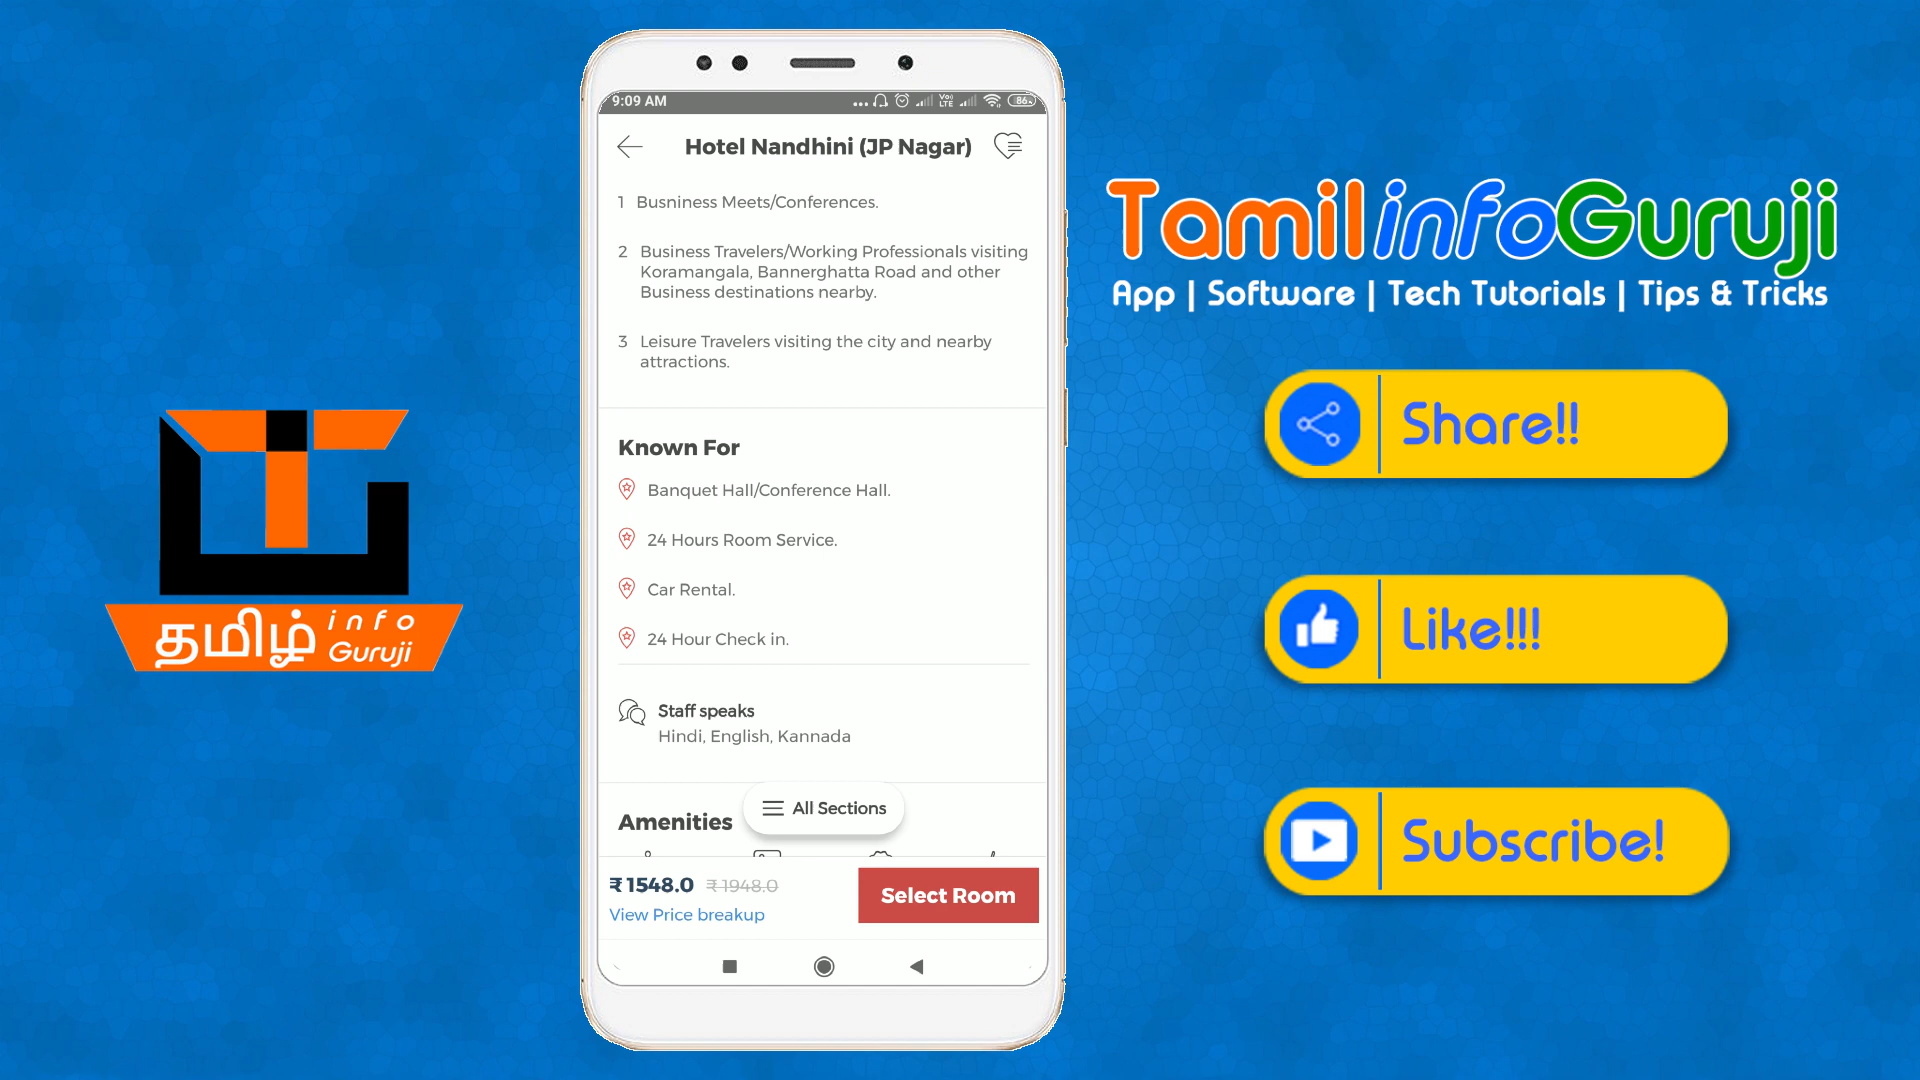 9:09 AM
Vo)) LTE
86
Hotel Nandhini (JP Nagar)
1 Busniness Meets/Conferences.
2 Business Travelers/Working Professionals visiting
Koramangala, Bannerghatta Road and other
Business destinations nearby.
3 Leisure Travelers visiting the city and nearby
attractions.
Known For
Banquet Hall/Conference Hall.
24 Hours Room Service.
Car Rental.
24 Hour Check in.
Staff speaks
Hindi, English, Kannada
All Sections
Amenities
₹ 1548.0 ₹ 1948.0
View Price breakup
Select Room
தமிழ் info
Guruji
TamilinfoGuruji
App | Software | Tech Tutorials | Tips & Tricks
Share!!
Like!!!
Subscribe!